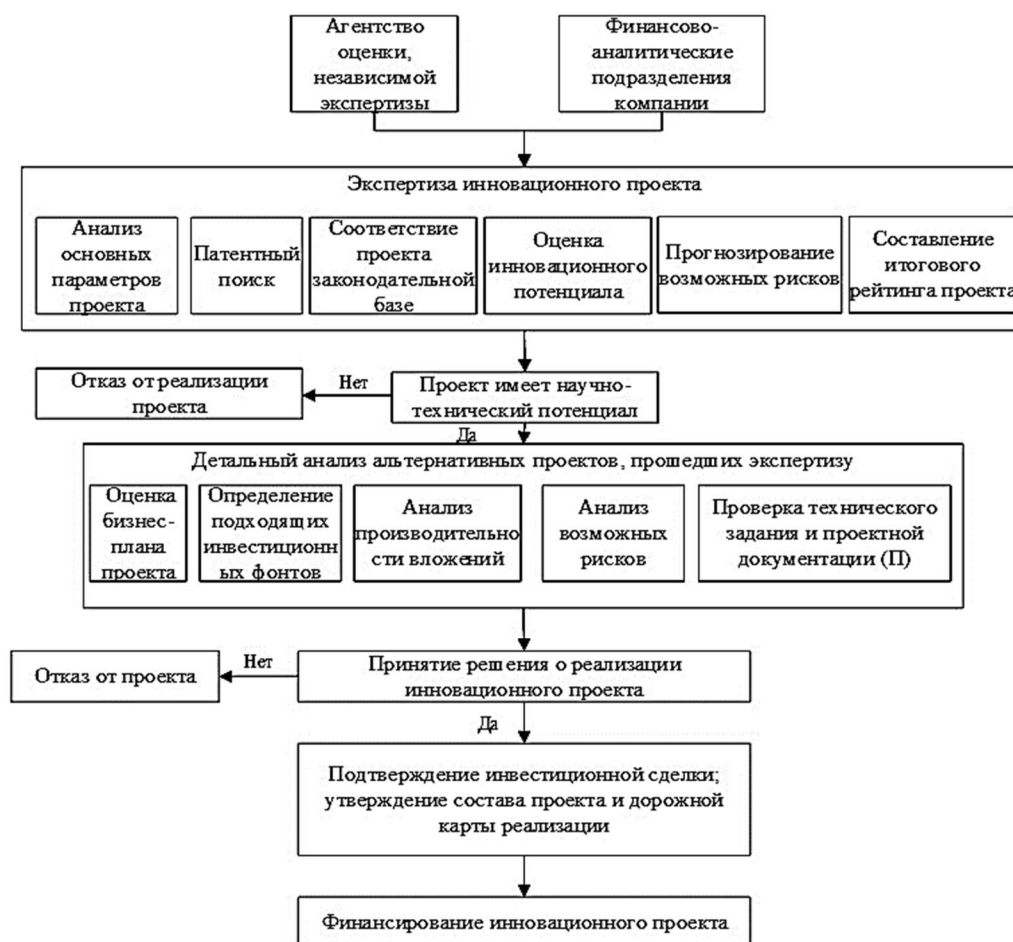 Агентство
оценки,
независимой
экспертизы
Финансово-
аналитические
подразделения
компании
Экспертиза инновационного проекта
Анализ
основных
параметров
проекта
Патентный
поиск
Соответствие
проекта
законодательной
базе
Оценка
инновационного
потенциала
Прогнозирование
возможных рисков
Составление
итогового
рейтинга проекта
Отказ от реализации
проекта
Нет
Проект имеет научно-
технический потенциал
Да
Детальный анализ альтернативных проектов, прошедших экспертизу
Оценка
бизнес-
плана
проекта
Определение
подходящих
инвестиционн
ых фонтов
Анализ
производительно
сти вложений
Анализ
возможных
рисков
Проверка технического
задания и проектной
документации (П)
Отказ от проекта
Нет
Принятие решения о реализации
инновационного проекта
Да
Подтверждение инвестиционной сделки;
утверждение состава проекта и дорожной
карты реализации
Финансирование инновационного проекта